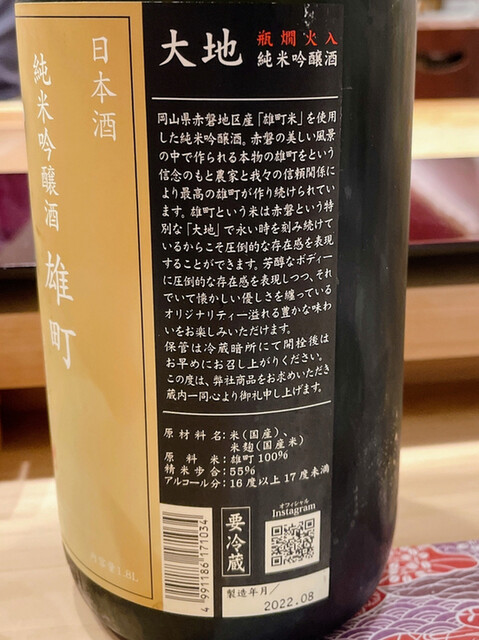 日本酒
純米吟醸酒 雄町
内容量1.8L
大地
瓶燗火入
純米吟醸酒
岡山県赤磐地区産「雄町米」を使用
した純米吟醸酒。赤磐の美しい風景
の中で作られる本物の雄町をという
信念のもと農家と我々の信頼関係に
より最高の雄町が作り続けられてい
ます。雄町という米は赤磐という特
別な「大地」で永い時を刻み続けて
いるからこそ圧倒的な存在感を表現
することができます。芳醇なボディー
に圧倒的な存在感を表現しつつ、それ
でいて懐かしい優しさを纏っている
オリジナリティー溢れる豊かな味わ
いをお楽しみいただけます。
保管は冷蔵暗所にて開栓後は
お早めにお召し上がりください。
この度は、弊社商品をお求めいただき
蔵内一同心より御礼申し上げます。
原材料名:米(国産)、
米麹(国産米)
原料米:雄町100%
精米歩合:55%
アルコール分:16度以上17度未満
4991186171034
要冷蔵
オフィシャル
Instagram
製造年月/
2022.08